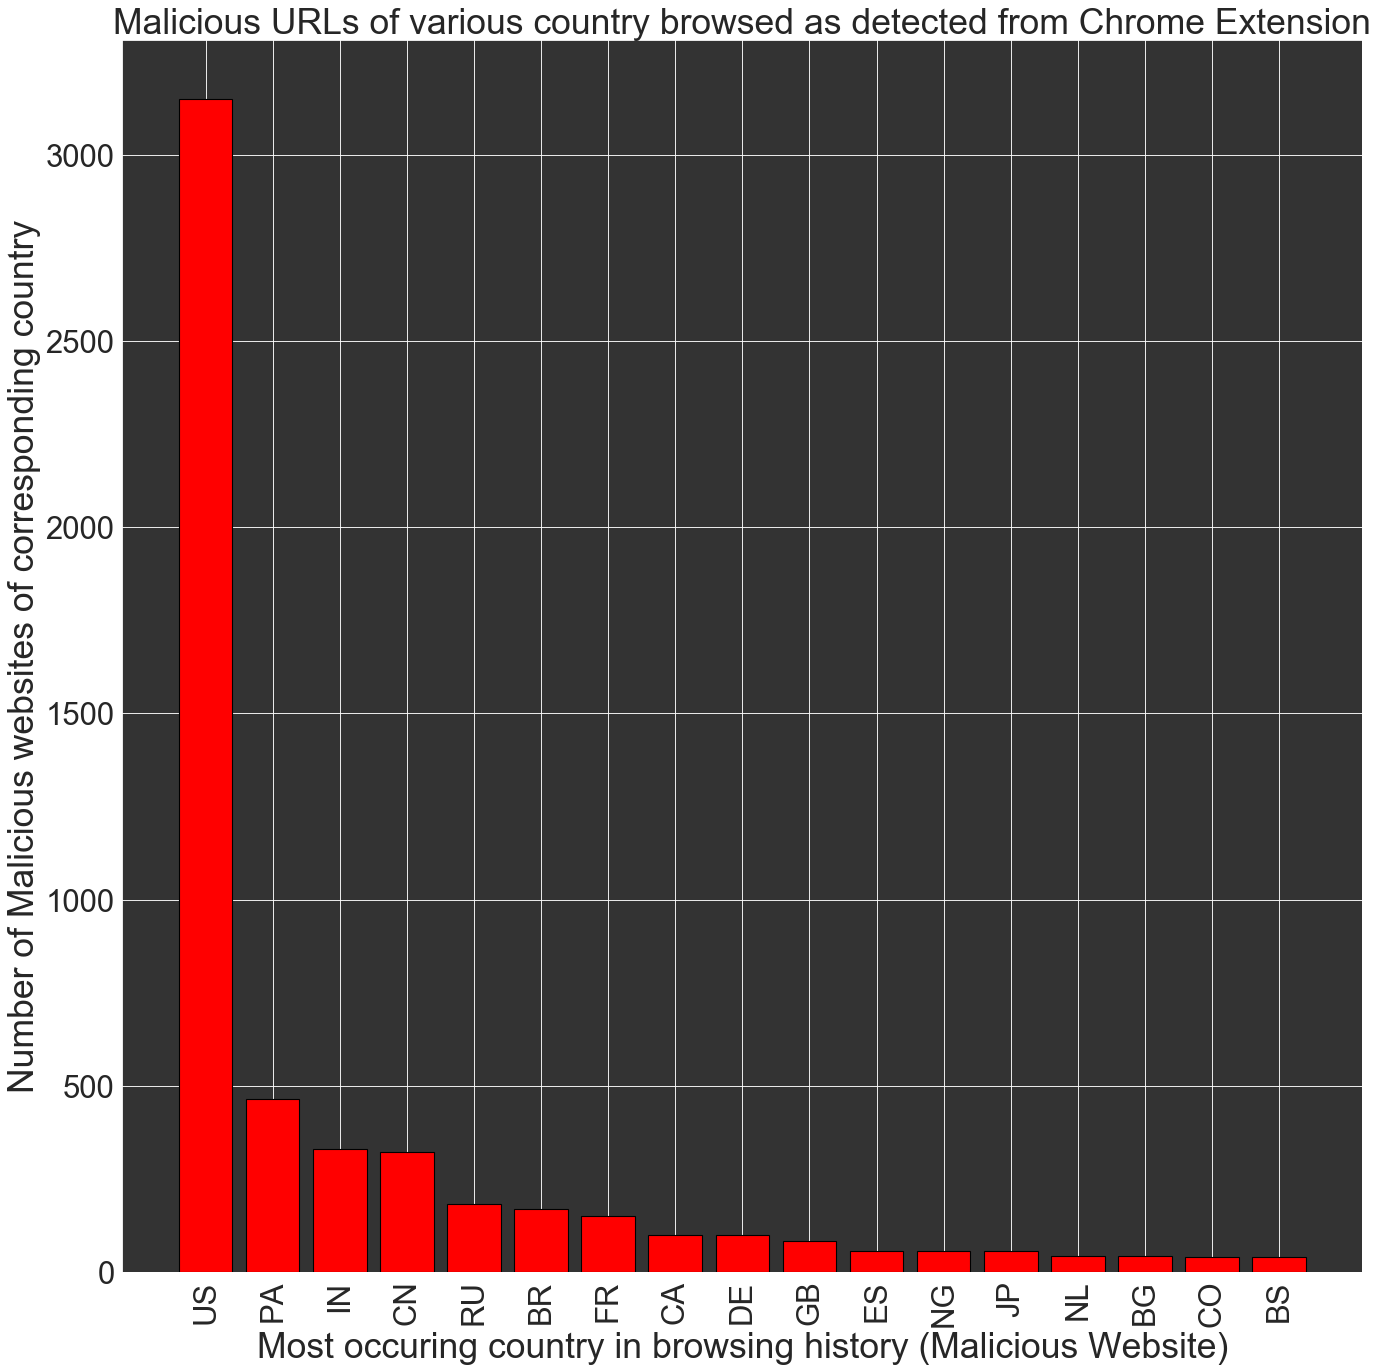 Malicious URLs of various country browsed as detected from Chrome Extension
Number of Malicious websites of corresponding country
3000
2500
2000
1500
1000
500
0
US PA IN CN RU BR FR CA DE GB ES NG JP NL BG CO BS
Most occuring country in browsing history (Malicious Website)